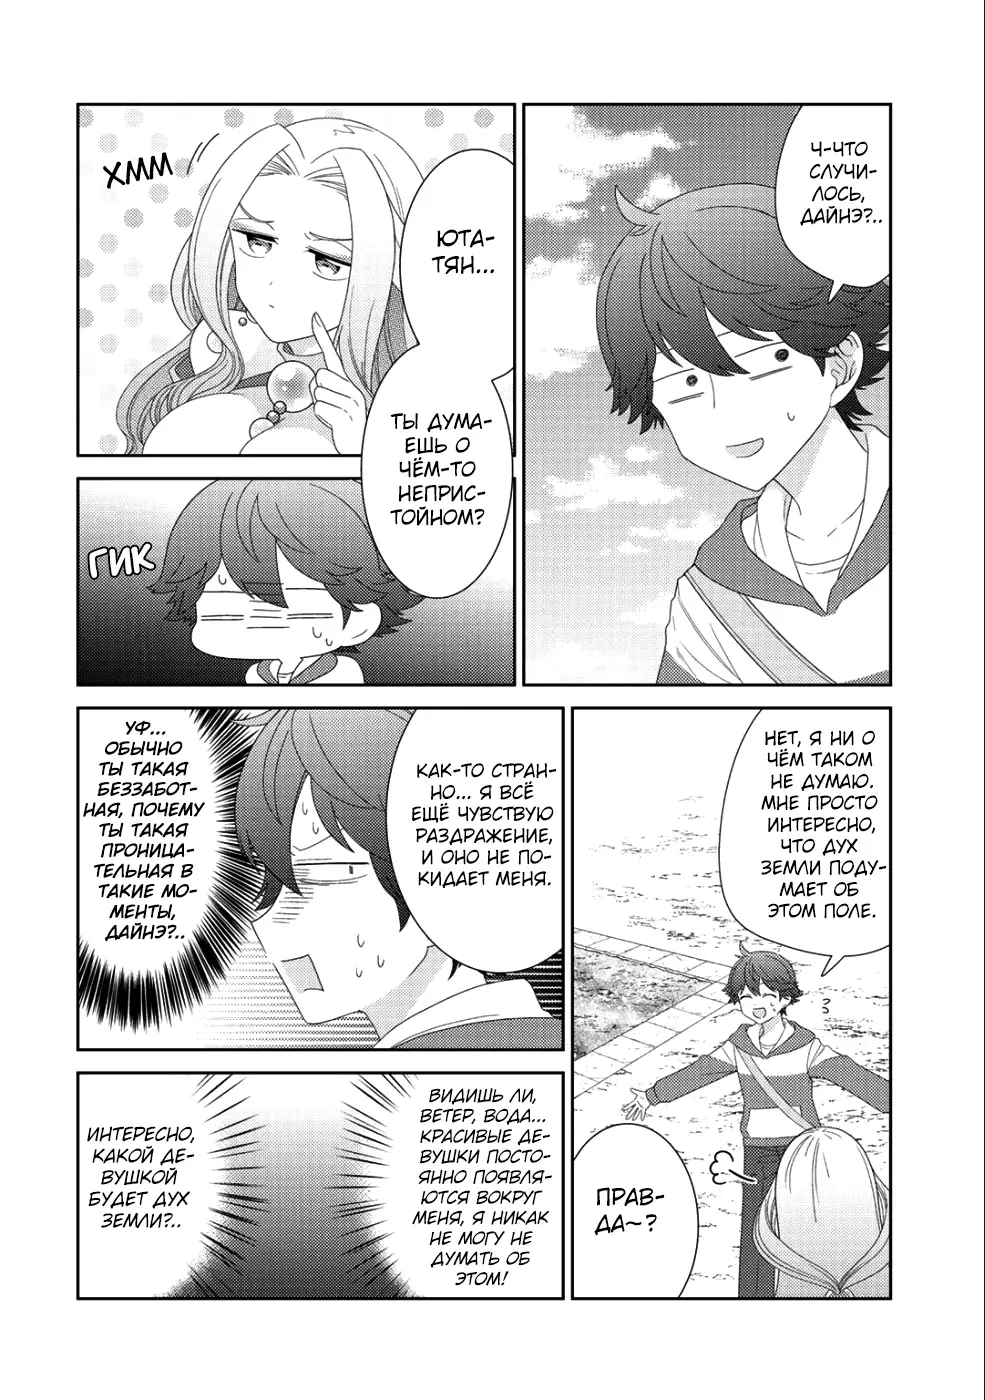 Ч-ЧТО
СЛУЧИ-
ЛОСЬ,
ДАЙНЭ?..
ХММ
ЮТА-
ТЯН...
ТЫ ДУМА-
ЕШЬ О
ЧЁМ-ТО
НЕПРИС-
ТОЙНОМ?
ГИК
НЕТ, Я НИ О
ЧЁМ ТАКОМ
НЕ ДУМАЮ.
МНЕ ПРОСТО
ИНТЕРЕСНО,
ЧТО ДУХ
ЗЕМЛИ ПОДУ-
МАЕТ ОБ
ЭТОМ ПОЛЕ.
ПРАВ-
ДА~?
КАК-ТО СТРАН-
НО... Я ВСЁ
ЕЩЁ ЧУВСТВУЮ
РАЗДРАЖЕНИЕ,
И ОНО НЕ ПО-
КИДАЕТ МЕНЯ.
УФ...
ОБЫЧНО
ТЫ ТАКАЯ
БЕЗЗАБОТ-
НАЯ, ПОЧЕМУ
ТЫ ТАКАЯ
ПРОНИЦА-
ТЕЛЬНАЯ В
ТАКИЕ МО-
МЕНТЫ,
ДАЙНЭ?..
ВИДИШЬ ЛИ,
ВЕТЕР, ВОДА...
КРАСИВЫЕ ДЕ-
ВУШКИ ПОСТО-
ЯННО ПОЯВЛЯ-
ЮТСЯ ВОКРУГ
МЕНЯ, Я НИКАК
НЕ МОГУ НЕ
ДУМАТЬ ОБ
ЭТОМ!
ИНТЕРЕСНО,
КАКОЙ ДЕ-
ВУШКОЙ
БУДЕТ ДУХ
ЗЕМЛИ?..